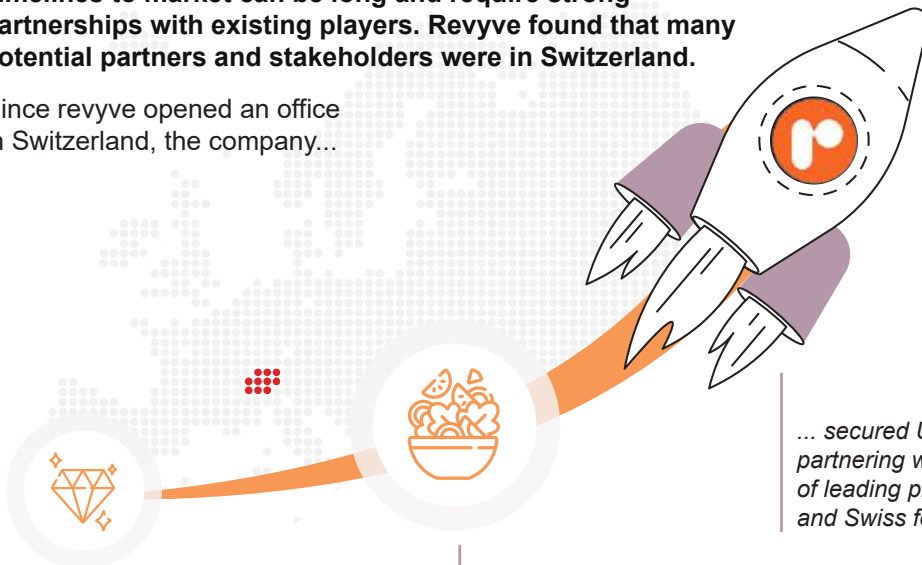 partnerships with existing players. Revyve found that many
potential partners and stakeholders were in Switzerland.
since revyve opened an office
in Switzerland, the company...
r
... secured
partnering
of leading
and Swiss